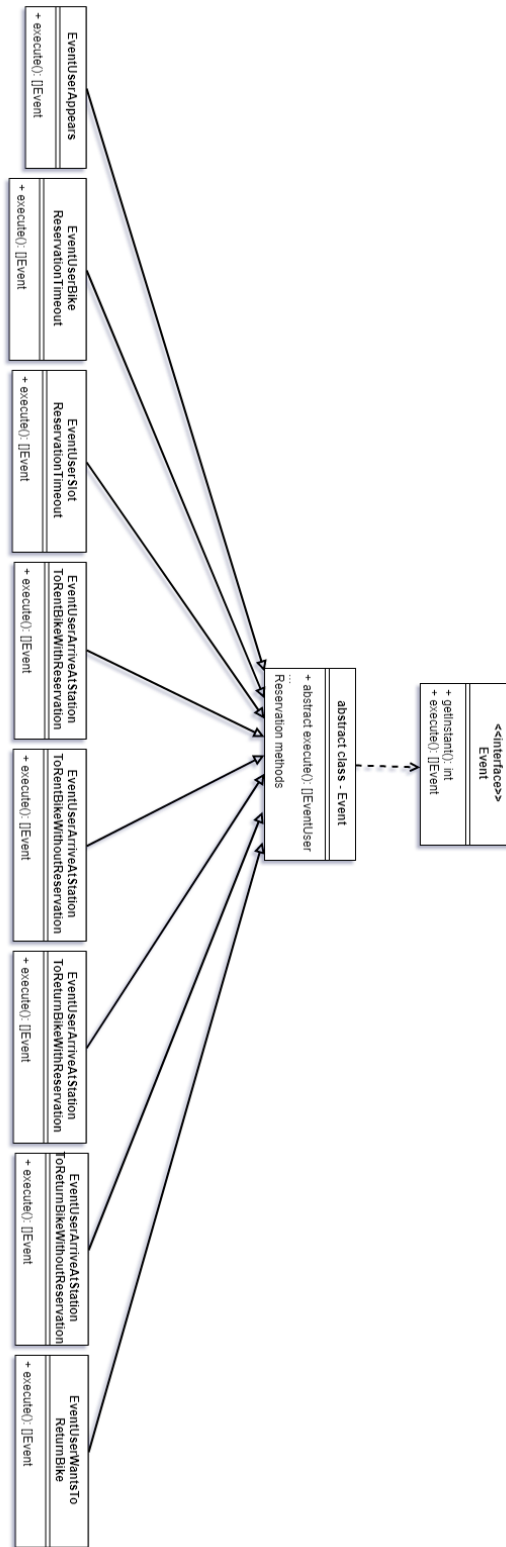 <<interface>>
Event
+ getInstant(): int
+ execute(): []Event
abstract class - Event
+ abstract execute(): []EventUser
...
Reservation methods
EventUserAppears
+ execute(): []Event
EventUserBike
ReservationTimeout
+ execute(): []Event
EventUserSlot
ReservationTimeout
+ execute(): []Event
EventUserArriveAtStation
ToRentBikeWithReservation
+ execute(): []Event
EventUserArriveAtStation
ToRentBikeWithoutReservation
+ execute(): []Event
EventUserArriveAtStation
ToReturnBikeWithReservation
+ execute(): []Event
EventUserArriveAtStation
ToReturnBikeWithoutReservation
+ execute(): []Event
EventUserWantsTo
ReturnBike
+ execute(): []Event